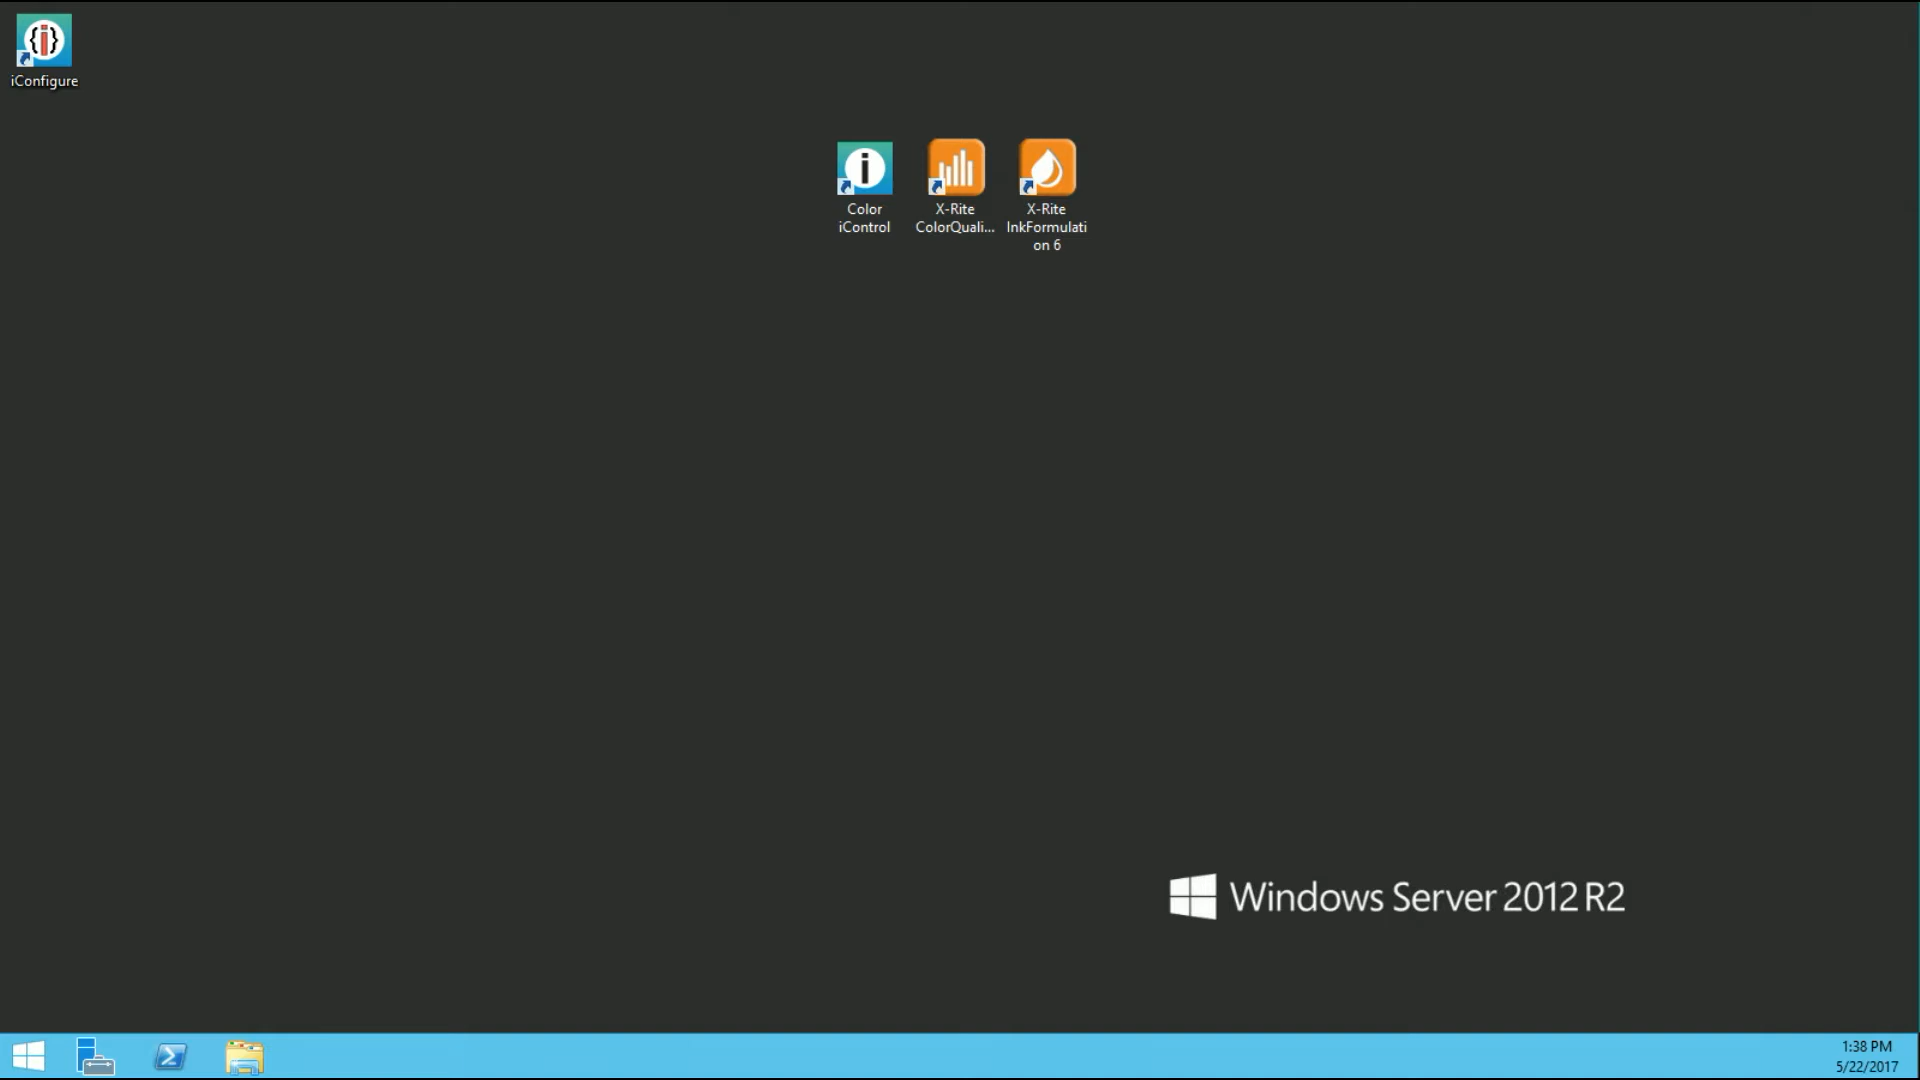 iConfigure
Color
iControl
X-Rite
ColorQuali...
X-Rite
InkFormulati
on 6
Windows Server 2012 R2
1:38 PM
5/22/2017